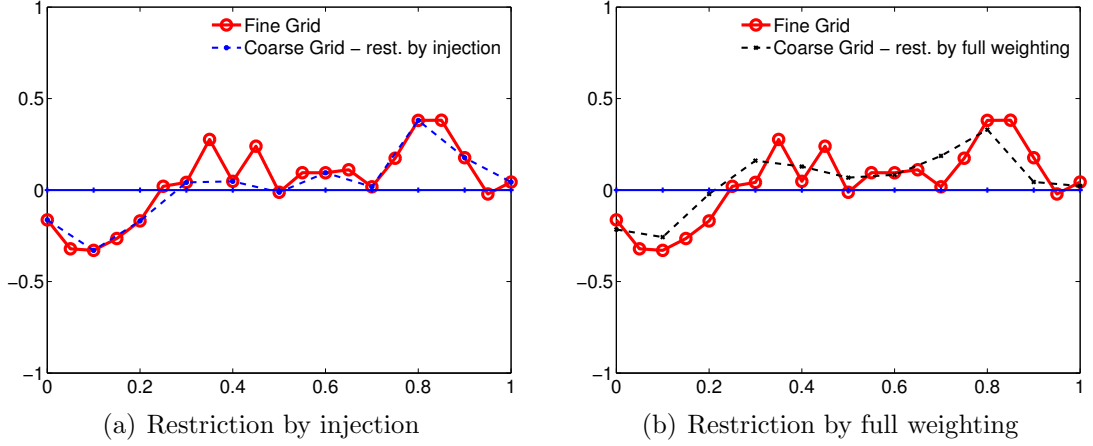 1
0.5
0
−0.5
−1
0 0.2 0.4 0.6 0.8 1
Fine Grid
Coarse Grid − rest. by injection
(a) Restriction by injection
1
0.5
0
−0.5
−1
0 0.2 0.4 0.6 0.8 1
Fine Grid
Coarse Grid − rest. by full weighting
(b) Restriction by full weighting